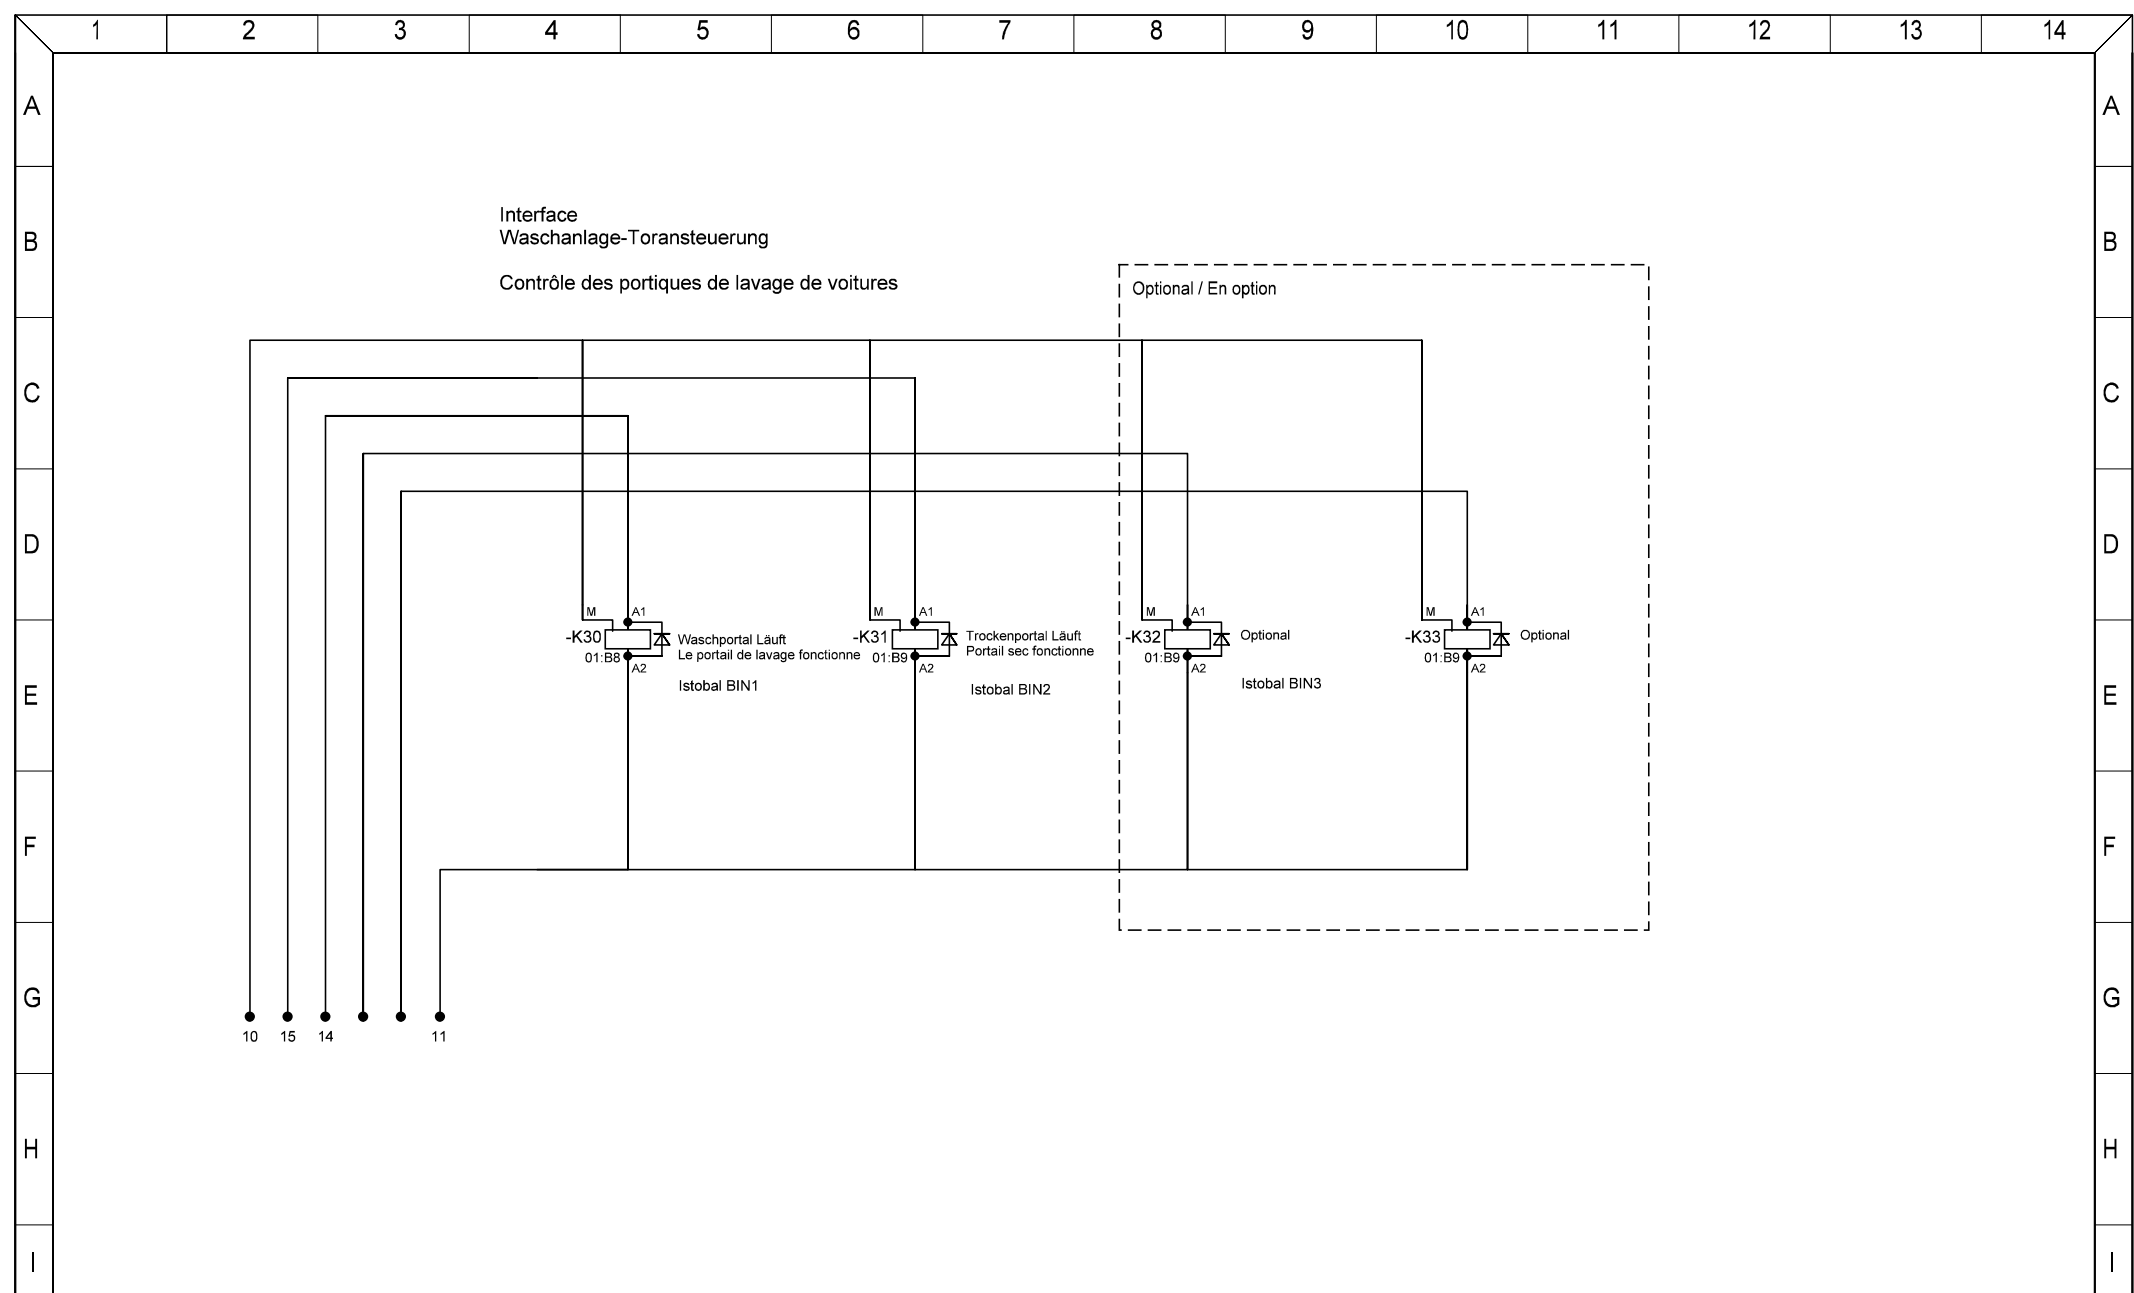 1 2 3 4 5 6 7 8 9 10 11 12 13 14
A A
Interface
B B
Waschanlage-Toransteuerung
Contrôle des portiques de lavage de voitures
Optional / En option
C C
D D
M A1 M A1 M A1 M A1
-K30 Waschportal Läuft -K31 Trockenportal Läuft -K32 Optional -K33 Optional
01:B8 Le portail de lavage fonctionne 01:B9 Portail sec fonctionne 01:B9 01:B9
A2 A2 A2 A2
Istobal BIN1 Istobal BIN2 Istobal BIN3
E E
F F
G G
10 15 14 11
H H
I I